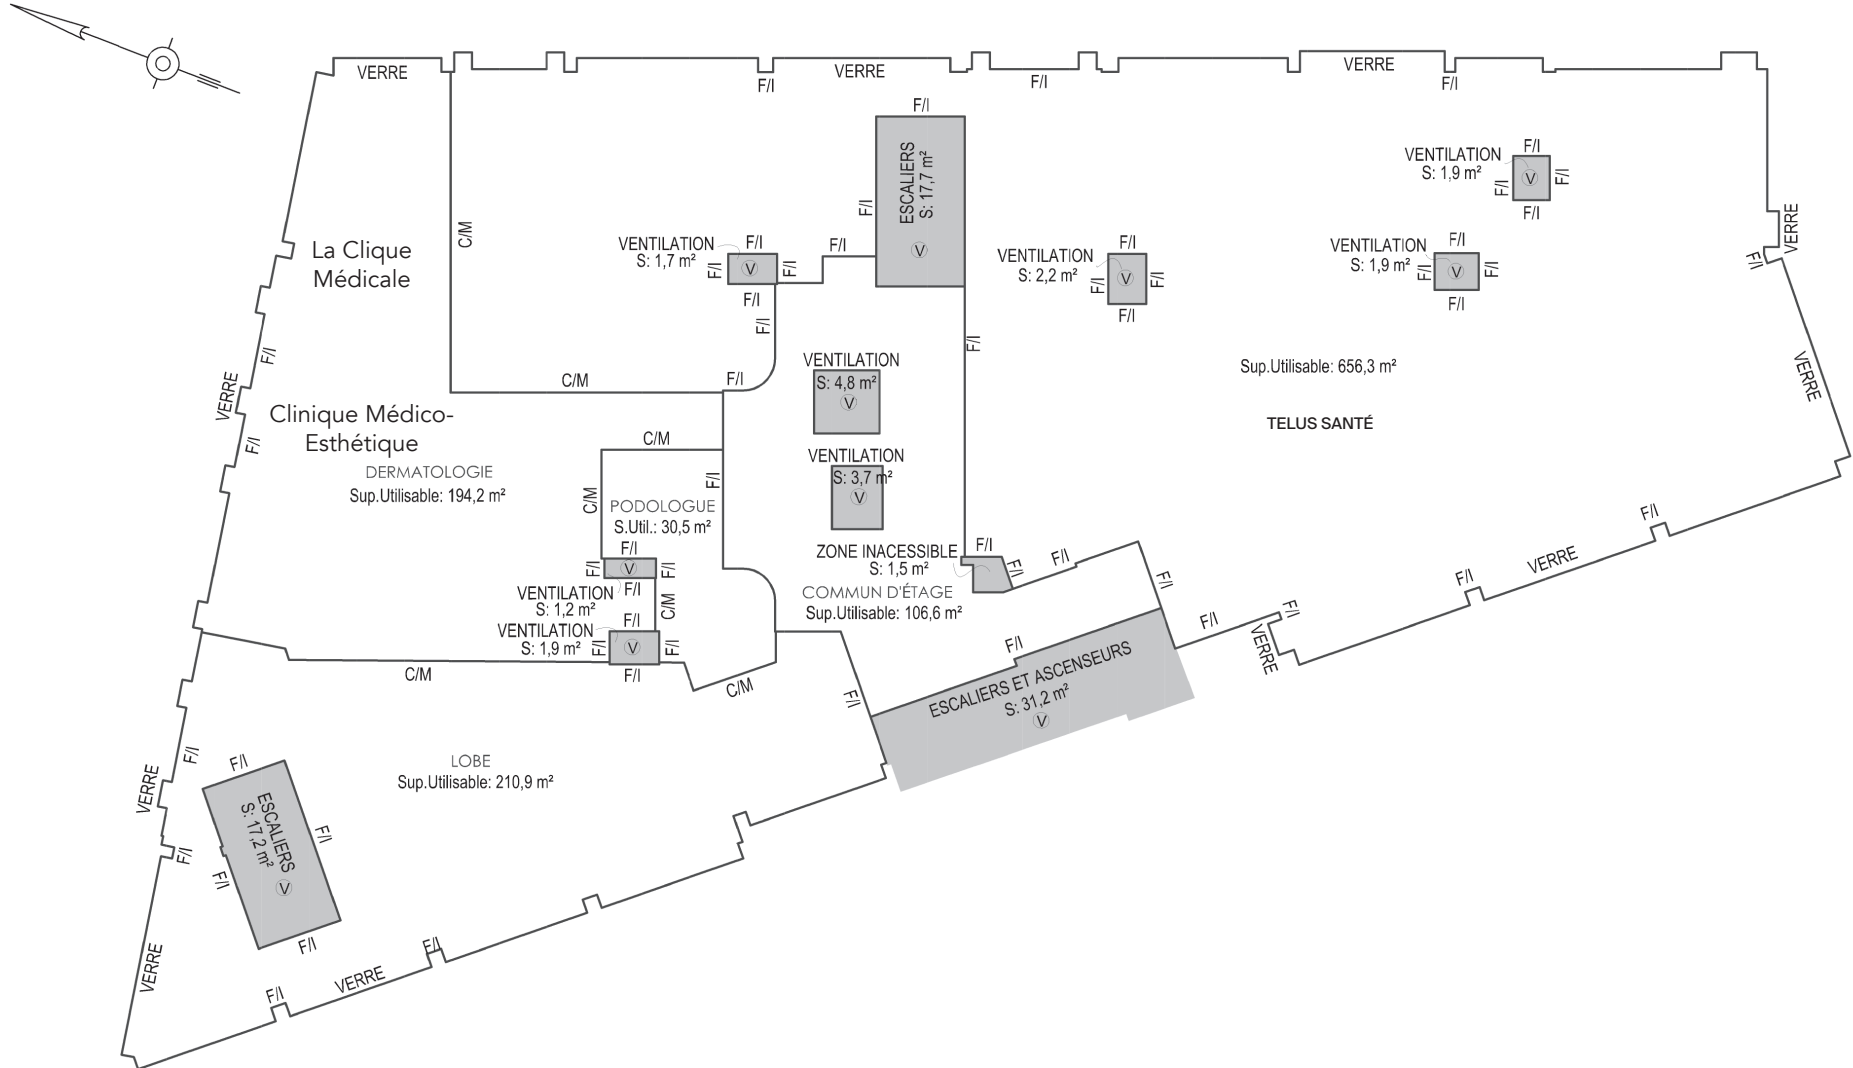 VERRE
VERRE
VERRE
F/I
F/I
F/I
F/I
VENTILATION
S: 1,9 m²
F/I
F/I
V
F/I
F/I
ESCALIERS
S: 17,7 m²
V
F/I
F/I
C/M
La Clique
Médicale
VENTILATION
S: 1,7 m²
F/I
F/I
V
F/I
F/I
F/I
VENTILATION
S: 2,2 m²
F/I
F/I
V
F/I
F/I
VENTILATION
S: 1,9 m²
F/I
F/I
V
F/I
F/I
VERRE
F/I
F/I
F/I
F/I
VERRE
F/I
VENTILATION
S: 4,8 m²
V
C/M
F/I
Sup.Utilisable: 656,3 m²
TELUS SANTÉ
VERRE
Clinique Médico-
Esthétique
DERMATOLOGIE
Sup.Utilisable: 194,2 m²
C/M
C/M
F/I
PODOLOGUE
S.Util.: 30,5 m²
VENTILATION
S: 3,7 m²
V
F/I
F/I
V
F/I
F/I
VENTILATION
S: 1,2 m²
C/M
VENTILATION
S: 1,9 m²
F/I
F/I
V
F/I
F/I
ZONE INACESSIBLE
S: 1,5 m²
F/I
F/I
F/I
F/I
COMMUN D'ÉTAGE
Sup.Utilisable: 106,6 m²
F/I
VERRE
F/I
F/I
F/I
VERRE
C/M
C/M
F/I
F/I
ESCALIERS ET ASCENSEURS
S: 31,2 m²
V
LOBE
Sup.Utilisable: 210,9 m²
F/I
VERRE
F/I
F/I
ESCALIERS
S: 17,2 m²
V
F/I
F/I
F/I
VERRE
F/I
VERRE
F/I